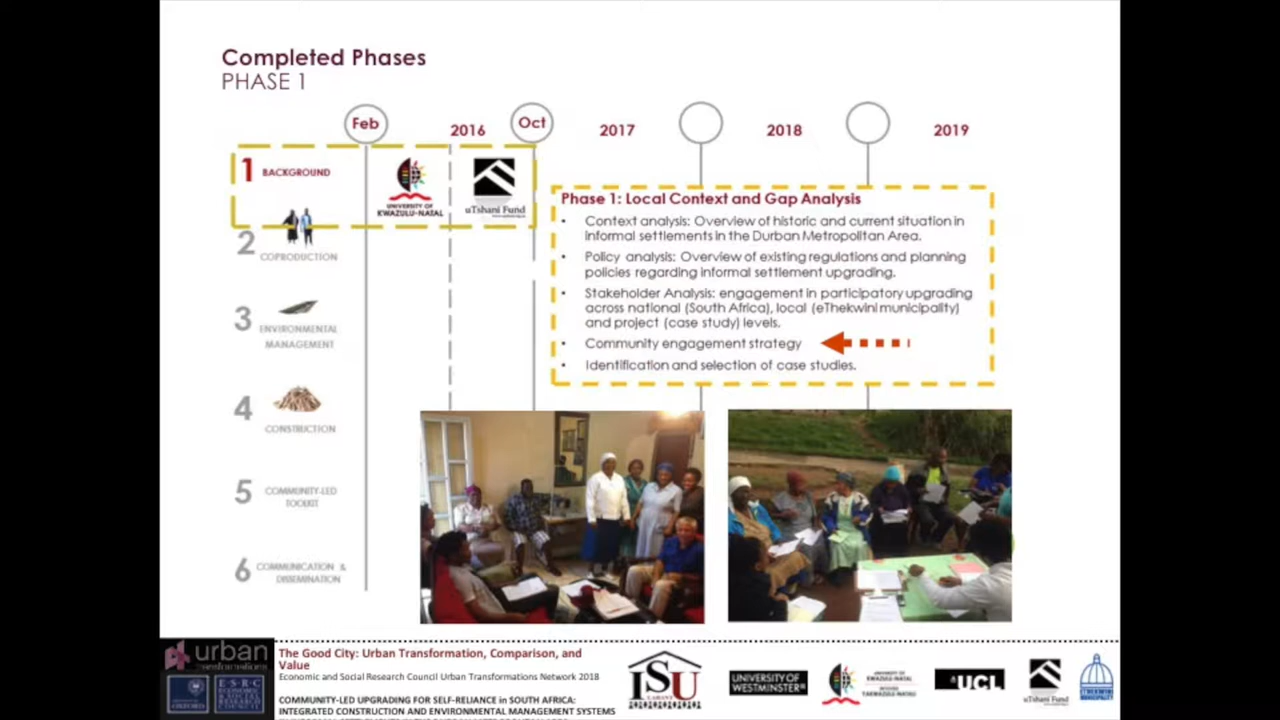 Completed Phases
PHASE 1
Feb
2016
Oct
2017
2018
2019
1 BACKGROUND
UNIVERSITY OF
KWAZULU-NATAL
uTshani Fund
2
COPRODUCTION
3
ENVIRONMENTAL
MANAGEMENT
4
CONSTRUCTION
5
COMMUNITY-LED
TOOLKIT
6
COMMUNICATION &
DISSEMINATION
Phase 1: Local Context and Gap Analysis
• Context analysis: Overview of historic and current situation in
informal settlements in the Durban Metropolitan Area.
• Policy analysis: Overview of existing regulations and planning
policies regarding informal settlement upgrading.
• Stakeholder Analysis: engagement in participatory upgrading
across national (South Africa), local (eThekwini municipality)
and project (case study) levels.
• Community engagement strategy
• Identification and selection of case studies.
urban
transformations
OXFORD
E·S·R·C
ECONOMIC
& SOCIAL
RESEARCH
COUNCIL
The Good City: Urban Transformation, Comparison, and
Value
Economic and Social Research Council Urban Transformations Network 2018
COMMUNITY-LED UPGRADING FOR SELF-RELIANCE in SOUTH AFRICA:
INTEGRATED CONSTRUCTION AND ENVIRONMENTAL MANAGEMENT SYSTEMS
ISU
UNIVERSITY OF
WESTMINSTER
UCL
uTshani Fund